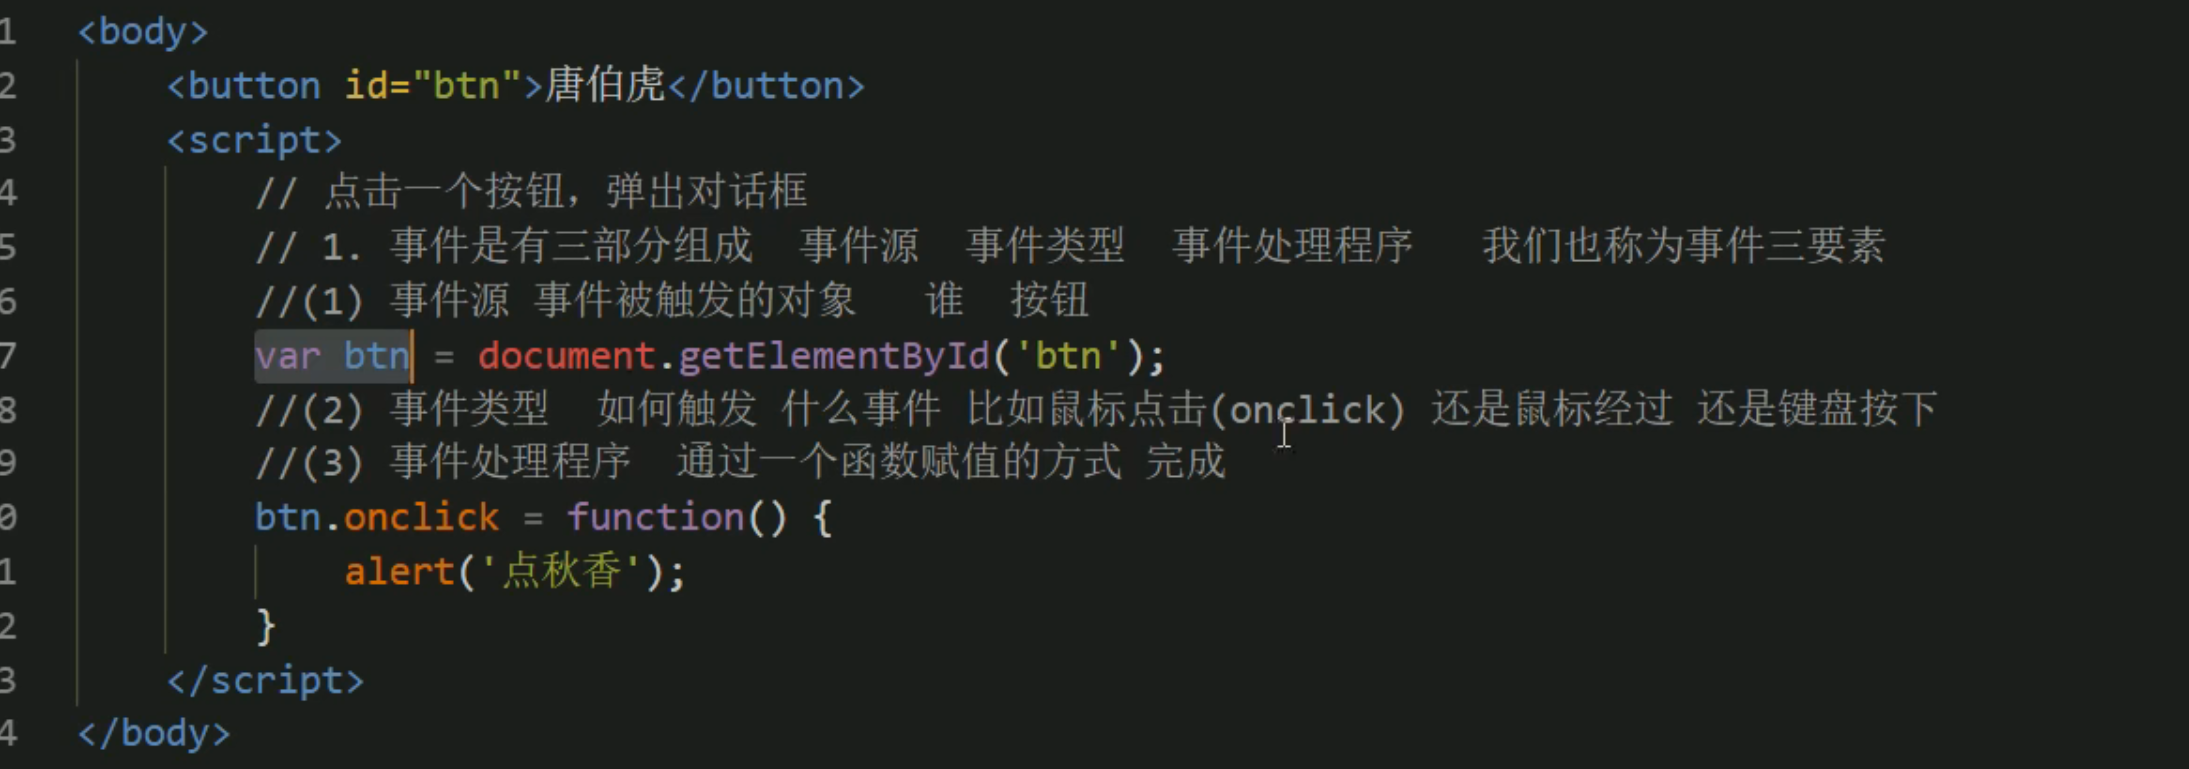 1 <body>
2 <button id="btn">唐伯虎</button>
3 <script>
4 // 点击一个按钮，弹出对话框
5 // 1. 事件是有三部分组成 事件源 事件类型 事件处理程序 我们也称为事件三要素
6 //(1) 事件源 事件被触发的对象 谁 按钮
7 var btn = document.getElementById('btn');
8 //(2) 事件类型 如何触发 什么事件 比如鼠标点击(onclick) 还是鼠标经过 还是键盘按下
9 //(3) 事件处理程序 通过一个函数赋值的方式 完成
0 btn.onclick = function() {
1 alert('点秋香');
2 }
3 </script>
4 </body>